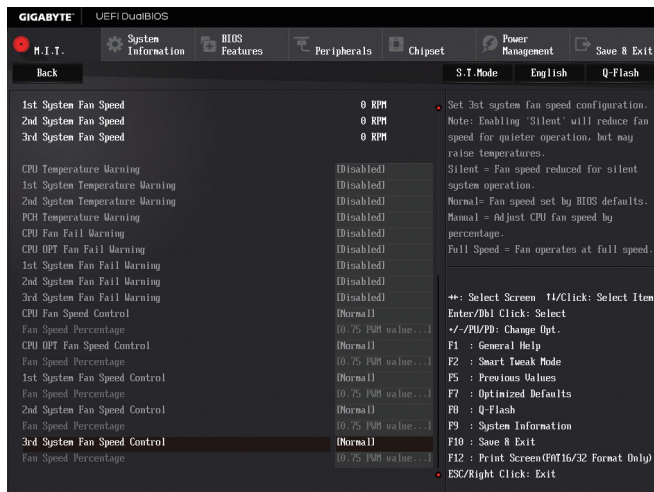 GIGABYTE™ UEFI DualBIOS
M.I.T. System Information BIOS Features Peripherals Chipset Power Management Save & Exit
Back S.T.Mode English Q-Flash
1st System Fan Speed 0 RPM
2nd System Fan Speed 0 RPM
3rd System Fan Speed 0 RPM
CPU Temperature Warning [Disabled]
1st System Temperature Warning [Disabled]
2nd System Temperature Warning [Disabled]
PCH Temperature Warning [Disabled]
CPU Fan Fail Warning [Disabled]
CPU OPT Fan Fail Warning [Disabled]
1st System Fan Fail Warning [Disabled]
2nd System Fan Fail Warning [Disabled]
3rd System Fan Fail Warning [Disabled]
CPU Fan Speed Control [Normal]
Fan Speed Percentage [0.75 PWM value...]
CPU OPT Fan Speed Control [Normal]
Fan Speed Percentage [0.75 PWM value...]
1st System Fan Speed Control [Normal]
Fan Speed Percentage [0.75 PWM value...]
2nd System Fan Speed Control [Normal]
Fan Speed Percentage [0.75 PWM value...]
3rd System Fan Speed Control [Normal]
Fan Speed Percentage [0.75 PWM value...]
Set 3st system fan speed configuration.
Note: Enabling 'Silent' will reduce fan
speed for quieter operation, but may
raise temperatures.
Silent = Fan speed reduced for silent
system operation.
Normal= Fan speed set by BIOS defaults.
Manual = Adjust CPU fan speed by
percentage.
Full Speed = Fan operates at full speed.
→←: Select Screen ↑↓/Click: Select Item
Enter/Dbl Click: Select
+/-/PU/PD: Change Opt.
F1 : General Help
F2 : Smart Tweak Mode
F5 : Previous Values
F7 : Optimized Defaults
F8 : Q-Flash
F9 : System Information
F10 : Save & Exit
F12 : Print Screen(FAT16/32 Format Only)
ESC/Right Click: Exit